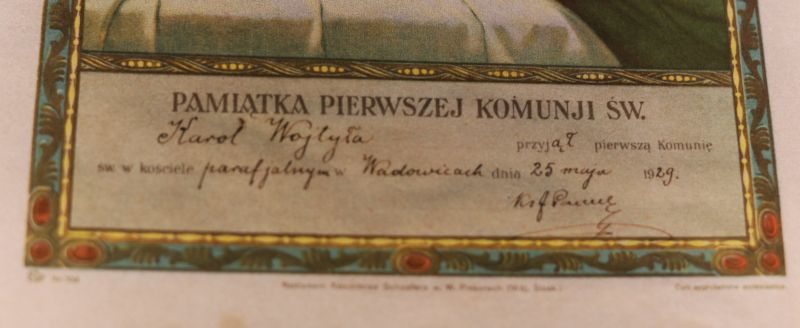 PAMIĄTKA PIERWSZEJ KOMUNJI ŚW.
Karol Wojtyła przyjął pierwszą Komunię
św. w kościele parafjalnym w Wadowicach dnia 25 maja 1929.